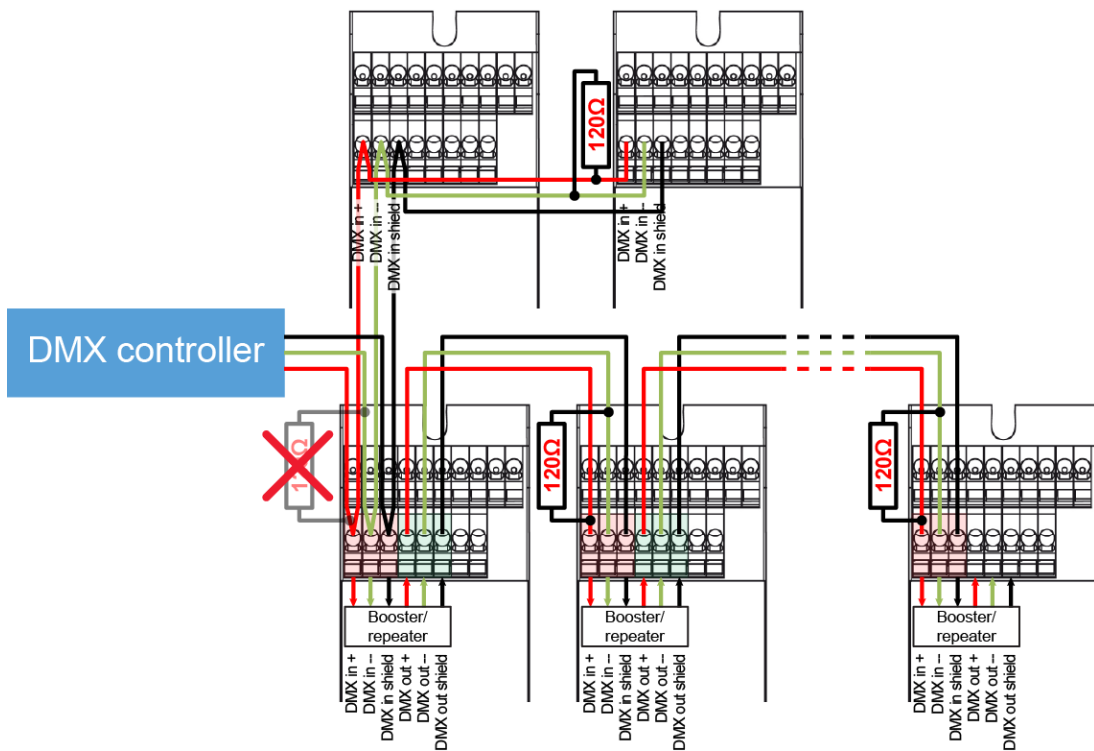 120Ω
DMX in +
DMX in –
DMX in shield
DMX in +
DMX in –
DMX in shield
DMX controller
120Ω
120Ω
Booster/
repeater
Booster/
repeater
Booster/
repeater
DMX in +
DMX in –
DMX in shield
DMX out +
DMX out –
DMX out shield
DMX in +
DMX in –
DMX in shield
DMX out +
DMX out –
DMX out shield
DMX in +
DMX in –
DMX in shield
DMX out +
DMX out –
DMX out shield